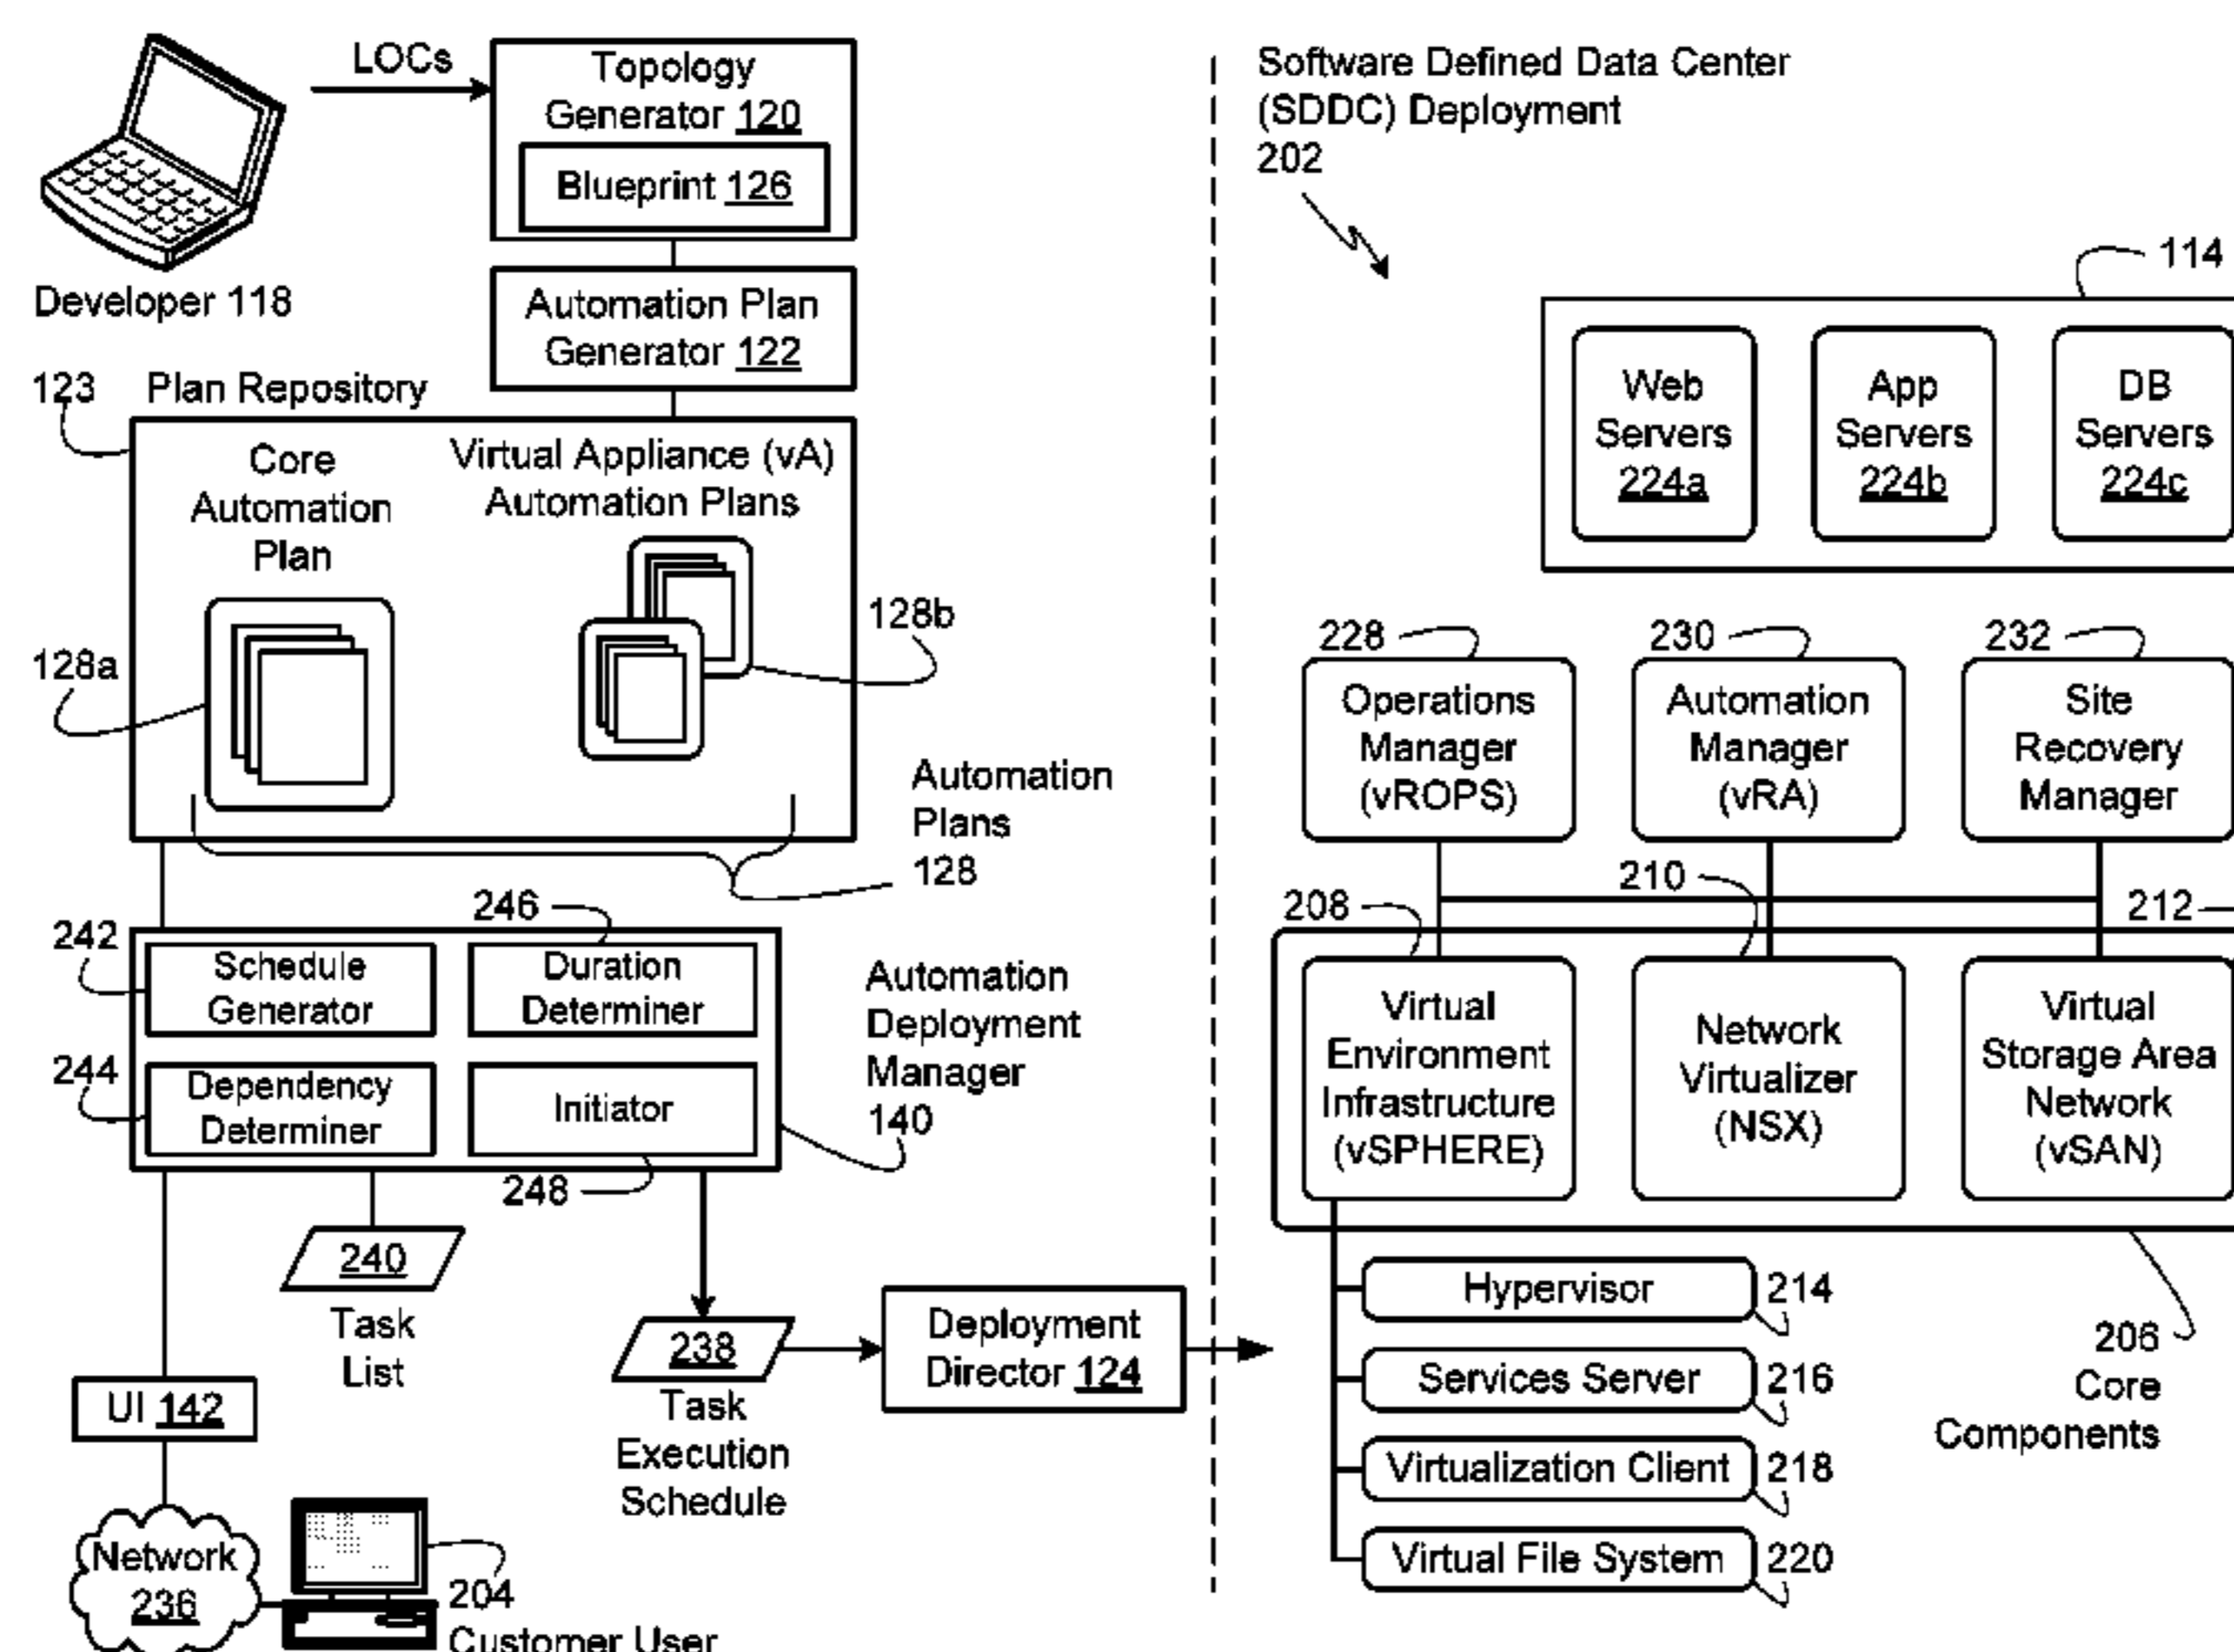 LOCs
Topology
Generator 120
Blueprint 126
Developer 118
Automation Plan
Generator 122
123
Plan Repository
Core
Automation
Plan
Virtual Appliance (vA)
Automation Plans
128a
128b
Automation
Plans
128
242
246
Schedule
Generator
Duration
Determiner
244
Dependency
Determiner
Initiator
248
Automation
Deployment
Manager
140
240
Task
List
238
Task
Execution
Schedule
Deployment
Director 124
UI 142
Network
236
204
Customer User
Software Defined Data Center
(SDDC) Deployment
202
114
Web
Servers
224a
App
Servers
224b
DB
Servers
224c
228
230
232
Operations
Manager
(vROPS)
Automation
Manager
(vRA)
Site
Recovery
Manager
208
210
212
Virtual
Environment
Infrastructure
(vSPHERE)
Network
Virtualizer
(NSX)
Virtual
Storage Area
Network
(vSAN)
Hypervisor
214
Services Server
216
Virtualization Client
218
Virtual File System
220
206
Core
Components